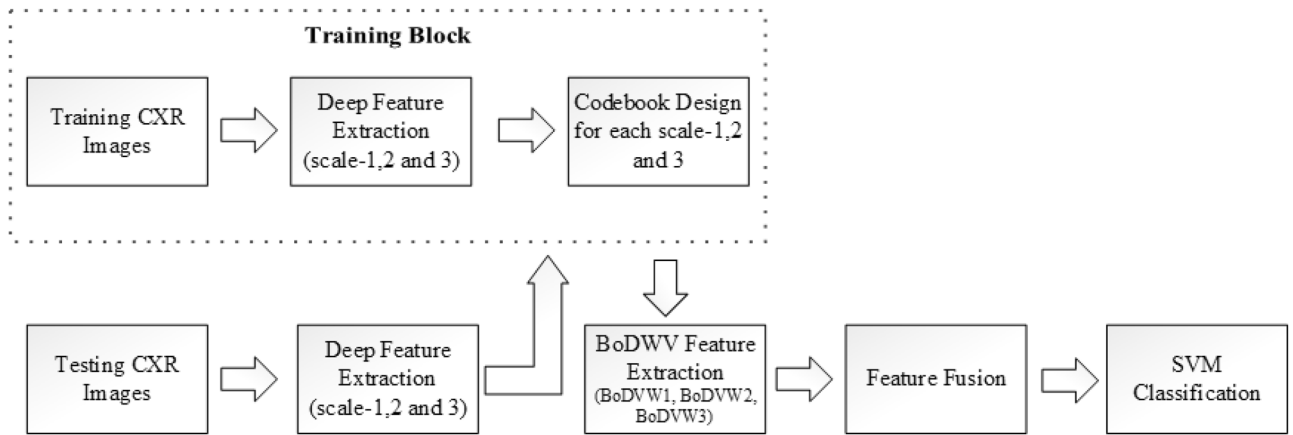 Training Block
Training CXR
Images
Deep Feature
Extraction
(scale-1,2 and 3)
Codebook Design
for each scale-1,2
and 3
Testing CXR
Images
Deep Feature
Extraction
(scale-1,2 and 3)
BoDWV Feature
Extraction
(BoDVW1, BoDVW2,
BoDVW3)
Feature Fusion
SVM
Classification